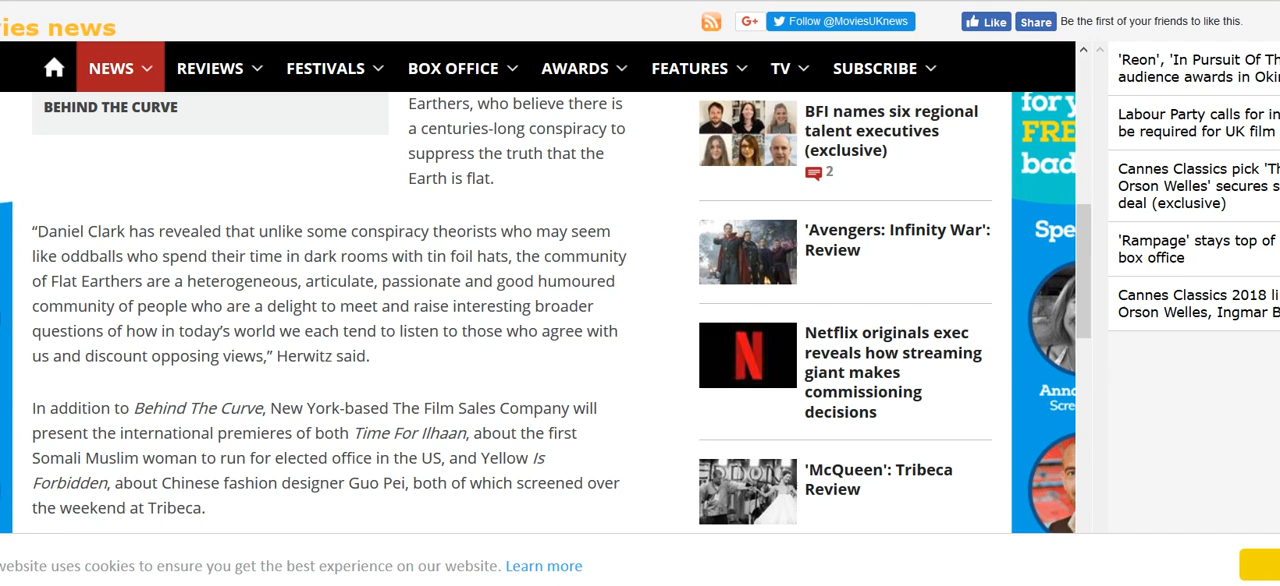 ies news
G+
Follow @MoviesUKnews
Like
Share
Be the first of your friends to like this.
NEWS
REVIEWS
FESTIVALS
BOX OFFICE
AWARDS
FEATURES
TV
SUBSCRIBE
BEHIND THE CURVE
Earthers, who believe there is
a centuries-long conspiracy to
suppress the truth that the
Earth is flat.
“Daniel Clark has revealed that unlike some conspiracy theorists who may seem
like oddballs who spend their time in dark rooms with tin foil hats, the community
of Flat Earthers are a heterogeneous, articulate, passionate and good humoured
community of people who are a delight to meet and raise interesting broader
questions of how in today’s world we each tend to listen to those who agree with
us and discount opposing views,” Herwitz said.
In addition to Behind The Curve, New York-based The Film Sales Company will
present the international premieres of both Time For Ilhaan, about the first
Somali Muslim woman to run for elected office in the US, and Yellow Is
Forbidden, about Chinese fashion designer Guo Pei, both of which screened over
the weekend at Tribeca.
BFI names six regional
talent executives
(exclusive)
2
'Avengers: Infinity War':
Review
N
Netflix originals exec
reveals how streaming
giant makes
commissioning
decisions
'McQueen': Tribeca
Review
for y
FRE
bad
Spe
Anna
Scre
'Reon', 'In Pursuit Of Th
audience awards in Oki
Labour Party calls for in
be required for UK film
Cannes Classics pick 'Th
Orson Welles' secures s
deal (exclusive)
'Rampage' stays top of
box office
Cannes Classics 2018 li
Orson Welles, Ingmar B
website uses cookies to ensure you get the best experience on our website. Learn more